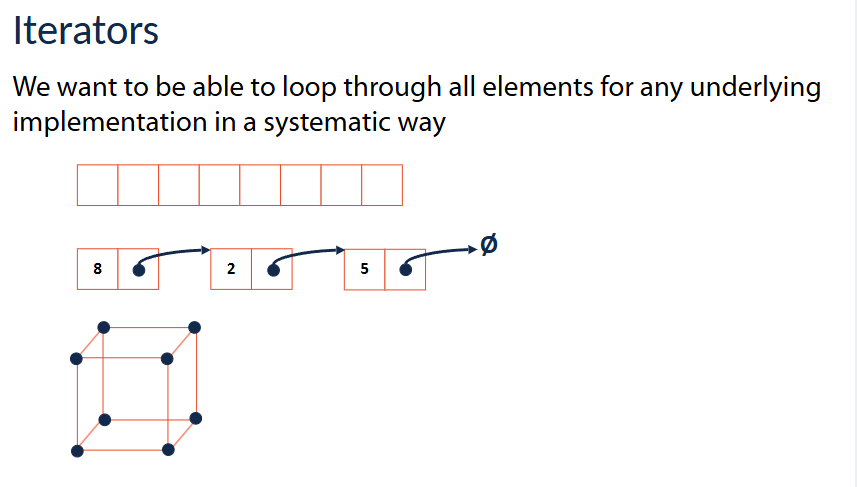 Iterators
We want to be able to loop through all elements for any underlying
implementation in a systematic way
8 2 5 Ø